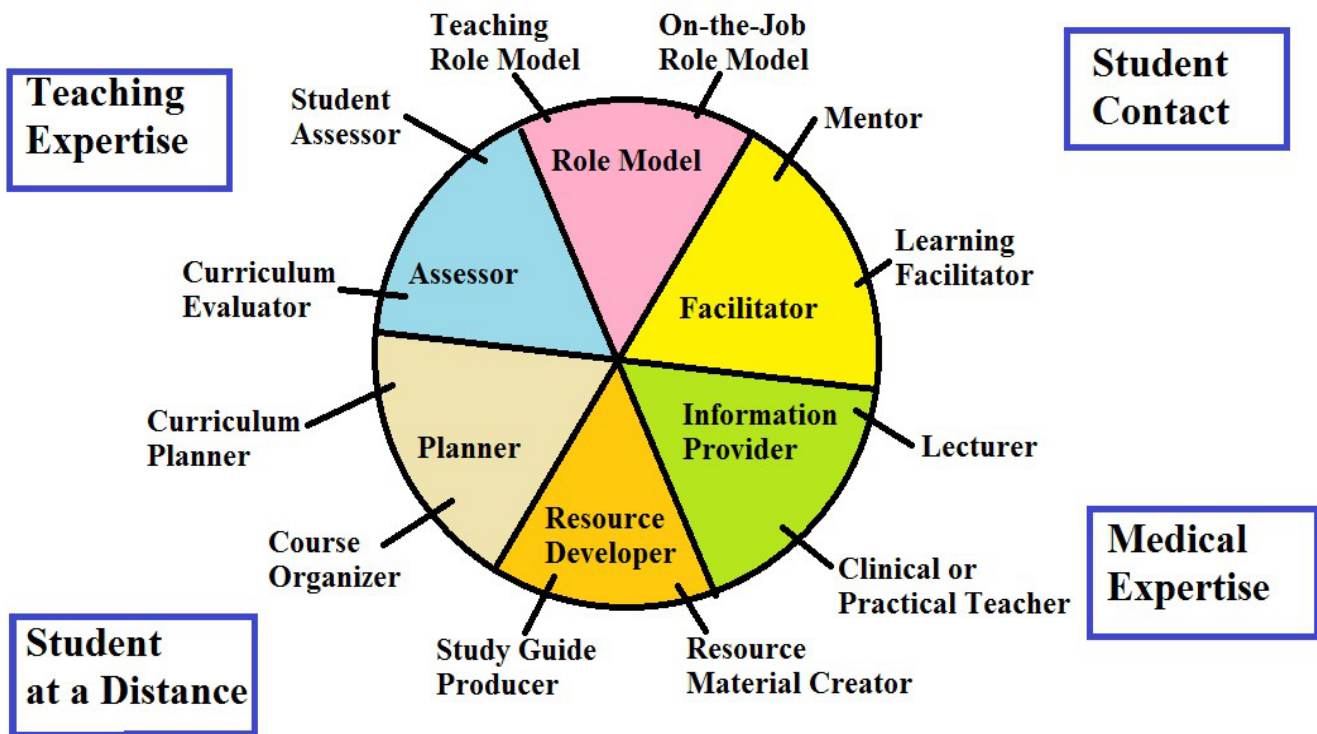 Teaching
Role Model
On-the-Job
Role Model
Student
Contact
Teaching
Expertise
Student
Assessor
Mentor
Role Model
Learning
Facilitator
Curriculum
Evaluator
Assessor
Facilitator
Curriculum
Planner
Planner
Information
Provider
Lecturer
Course
Organizer
Resource
Developer
Clinical or
Practical Teacher
Medical
Expertise
Student
at a Distance
Study Guide
Producer
Resource
Material Creator